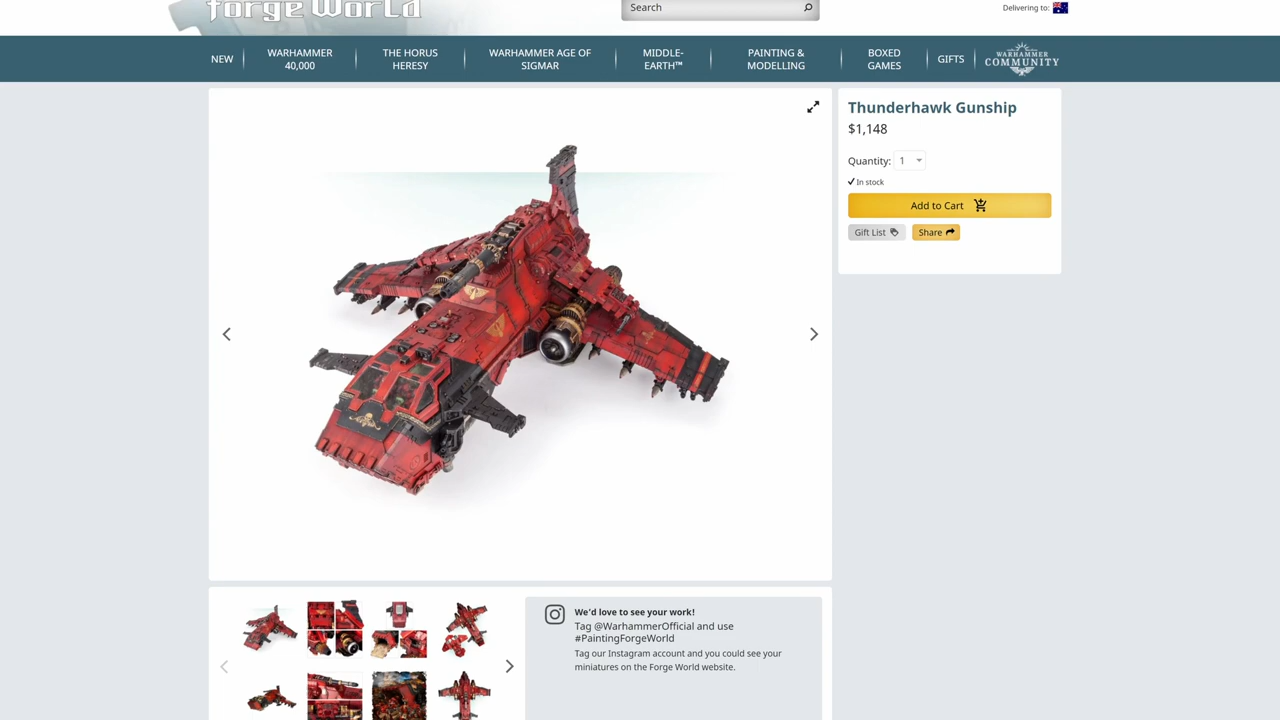 Forge World
Search
Delivering to:
NEW
WARHAMMER
40,000
THE HORUS
HERESY
WARHAMMER AGE OF
SIGMAR
MIDDLE-
EARTH™
PAINTING &
MODELLING
BOXED
GAMES
GIFTS
WARHAMMER
COMMUNITY
Thunderhawk Gunship
$1,148
Quantity: 1
In stock
Add to Cart
Gift List
Share
We'd love to see your work!
Tag @WarhammerOfficial and use
#PaintingForgeWorld
Tag our Instagram account and you could see your
miniatures on the Forge World website.